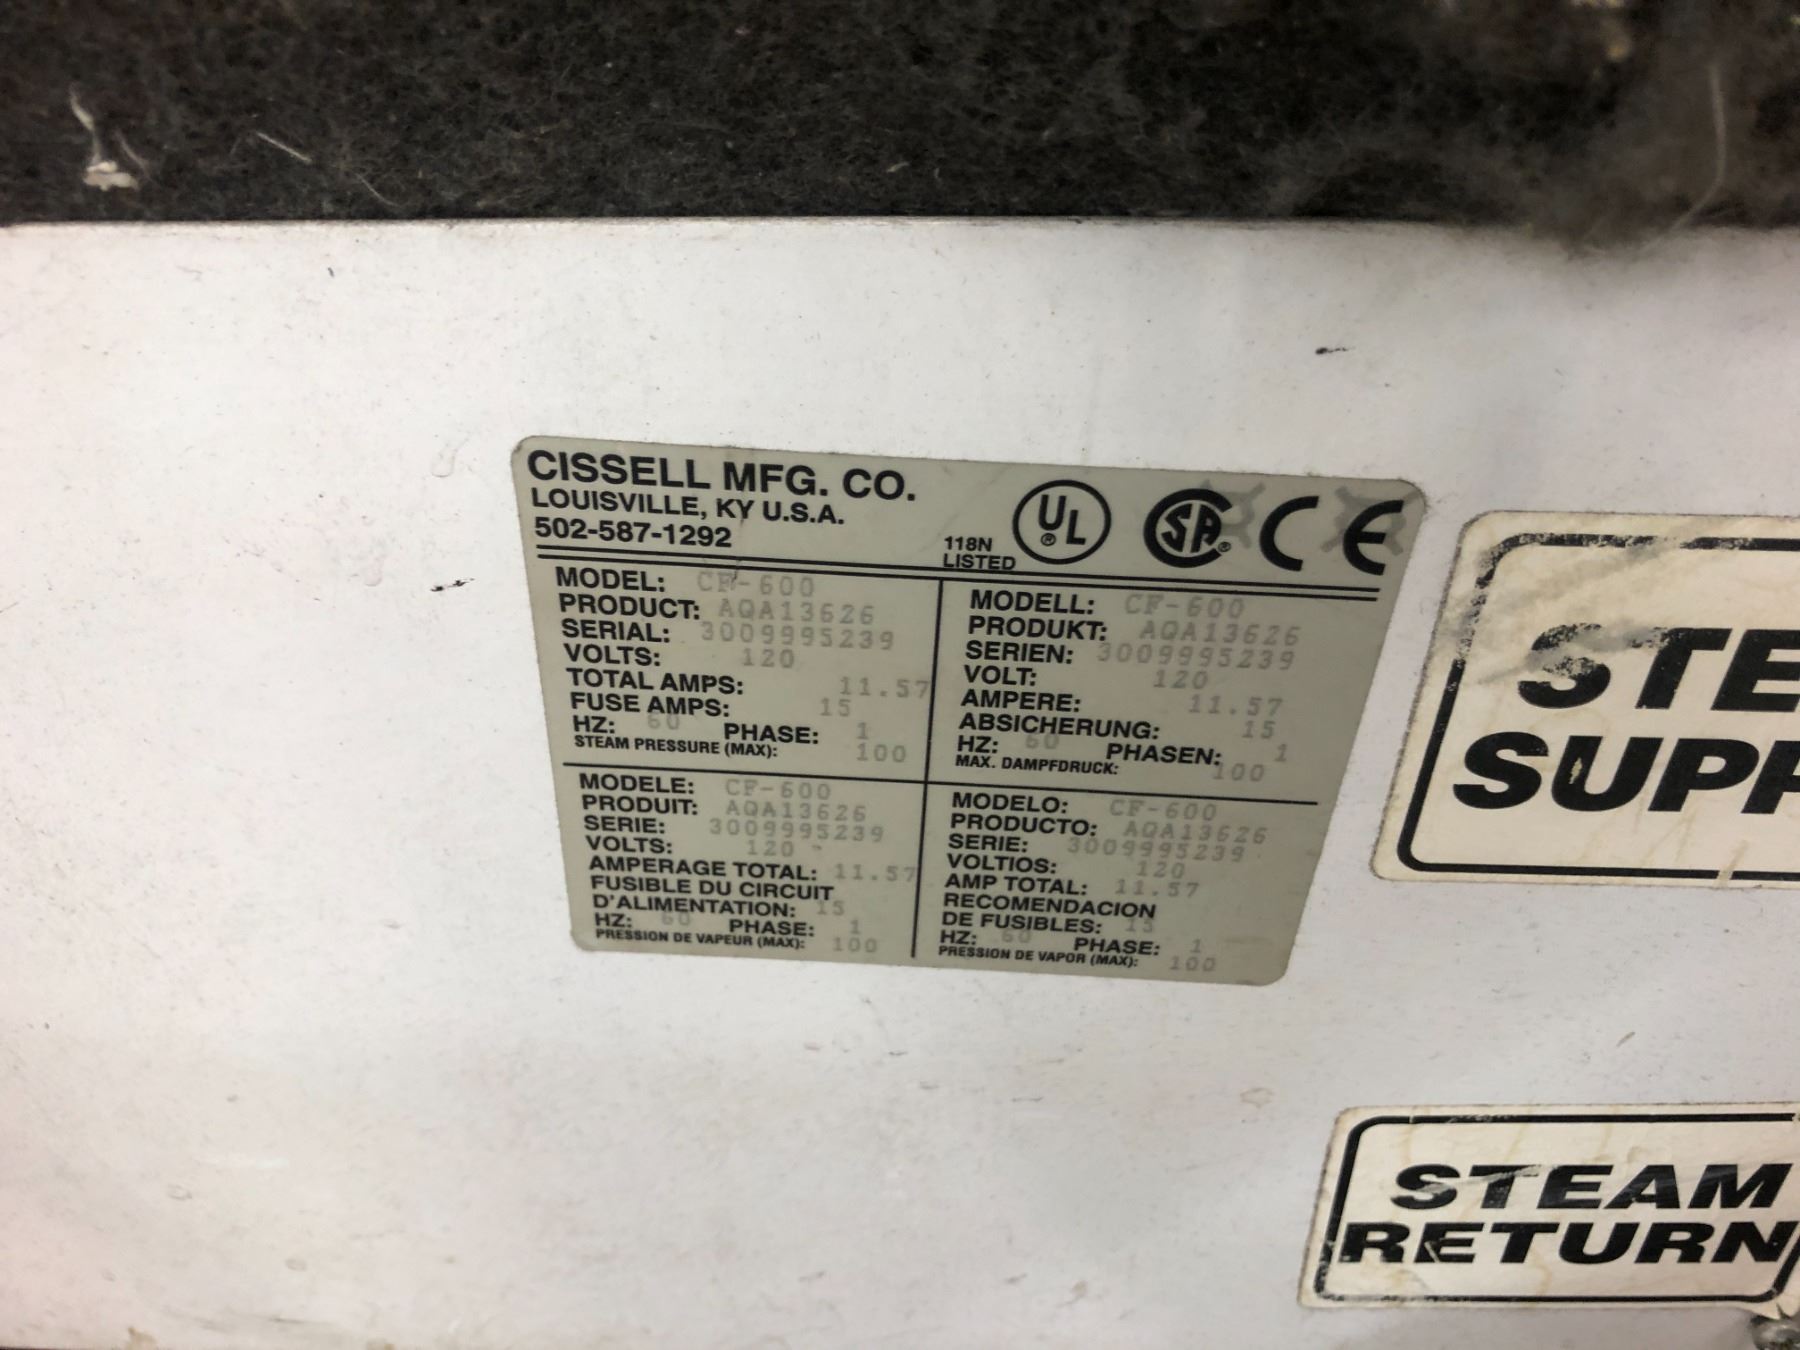 CISSELL MFG. CO.
LOUISVILLE, KY U.S.A.
502-587-1292
118N
LISTED
UL
SA
CE
MODEL: CF-600
PRODUCT: AQA13626
SERIAL: 3009995239
VOLTS: 120
TOTAL AMPS: 11.57
FUSE AMPS: 15
HZ: 60 PHASE: 1
STEAM PRESSURE (MAX): 100
MODELL: CF-600
PRODUKT: AQA13626
SERIEN: 3009995239
VOLT: 120
AMPERE: 11.57
ABSICHERUNG: 15
HZ: 60 PHASEN: 1
MAX. DAMPFDRUCK: 100
MODELE: CF-600
PRODUIT: AQA13626
SERIE: 3009995239
VOLTS: 120
AMPERAGE TOTAL: 11.57
FUSIBLE DU CIRCUIT
D'ALIMENTATION: 15
HZ: 60 PHASE: 1
PRESSION DE VAPEUR (MAX): 100
MODELO: CF-600
PRODUCTO: AQA13626
SERIE: 3009995239
VOLTIOS: 120
AMP TOTAL: 11.57
RECOMENDACION
DE FUSIBLES: 15
HZ: 60 PHASE: 1
PRESSION DE VAPOR (MAX): 100
STE
SUPP
STEAM
RETURN